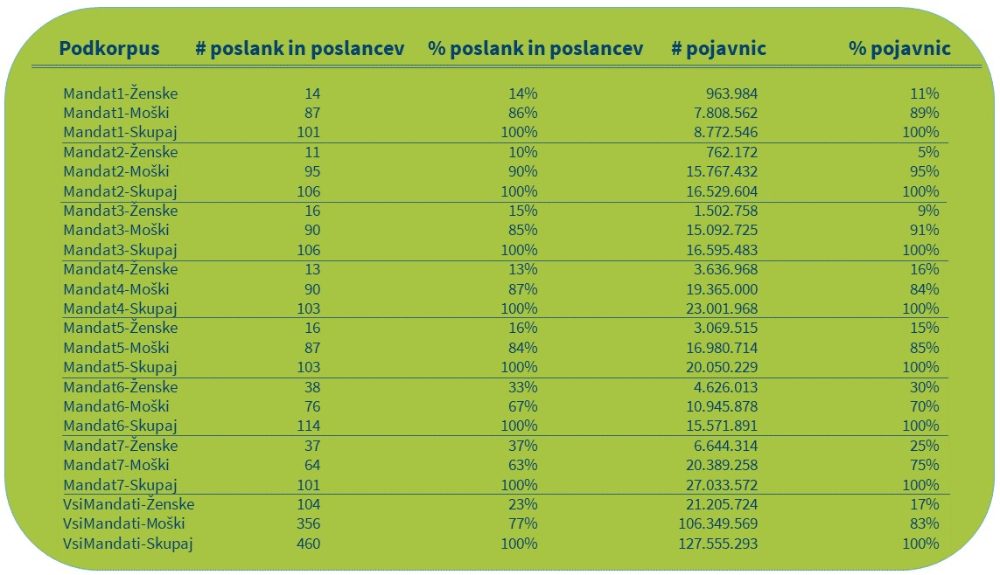 Podkorpus # poslank in poslancev % poslank in poslancev # pojavnic % pojavnic
Mandat1-Ženske 14 14% 963.984 11%
Mandat1-Moški 87 86% 7.808.562 89%
Mandat1-Skupaj 101 100% 8.772.546 100%
Mandat2-Ženske 11 10% 762.172 5%
Mandat2-Moški 95 90% 15.767.432 95%
Mandat2-Skupaj 106 100% 16.529.604 100%
Mandat3-Ženske 16 15% 1.502.758 9%
Mandat3-Moški 90 85% 15.092.725 91%
Mandat3-Skupaj 106 100% 16.595.483 100%
Mandat4-Ženske 13 13% 3.636.968 16%
Mandat4-Moški 90 87% 19.365.000 84%
Mandat4-Skupaj 103 100% 23.001.968 100%
Mandat5-Ženske 16 16% 3.069.515 15%
Mandat5-Moški 87 84% 16.980.714 85%
Mandat5-Skupaj 103 100% 20.050.229 100%
Mandat6-Ženske 38 33% 4.626.013 30%
Mandat6-Moški 76 67% 10.945.878 70%
Mandat6-Skupaj 114 100% 15.571.891 100%
Mandat7-Ženske 37 37% 6.644.314 25%
Mandat7-Moški 64 63% 20.389.258 75%
Mandat7-Skupaj 101 100% 27.033.572 100%
VsiMandati-Ženske 104 23% 21.205.724 17%
VsiMandati-Moški 356 77% 106.349.569 83%
VsiMandati-Skupaj 460 100% 127.555.293 100%